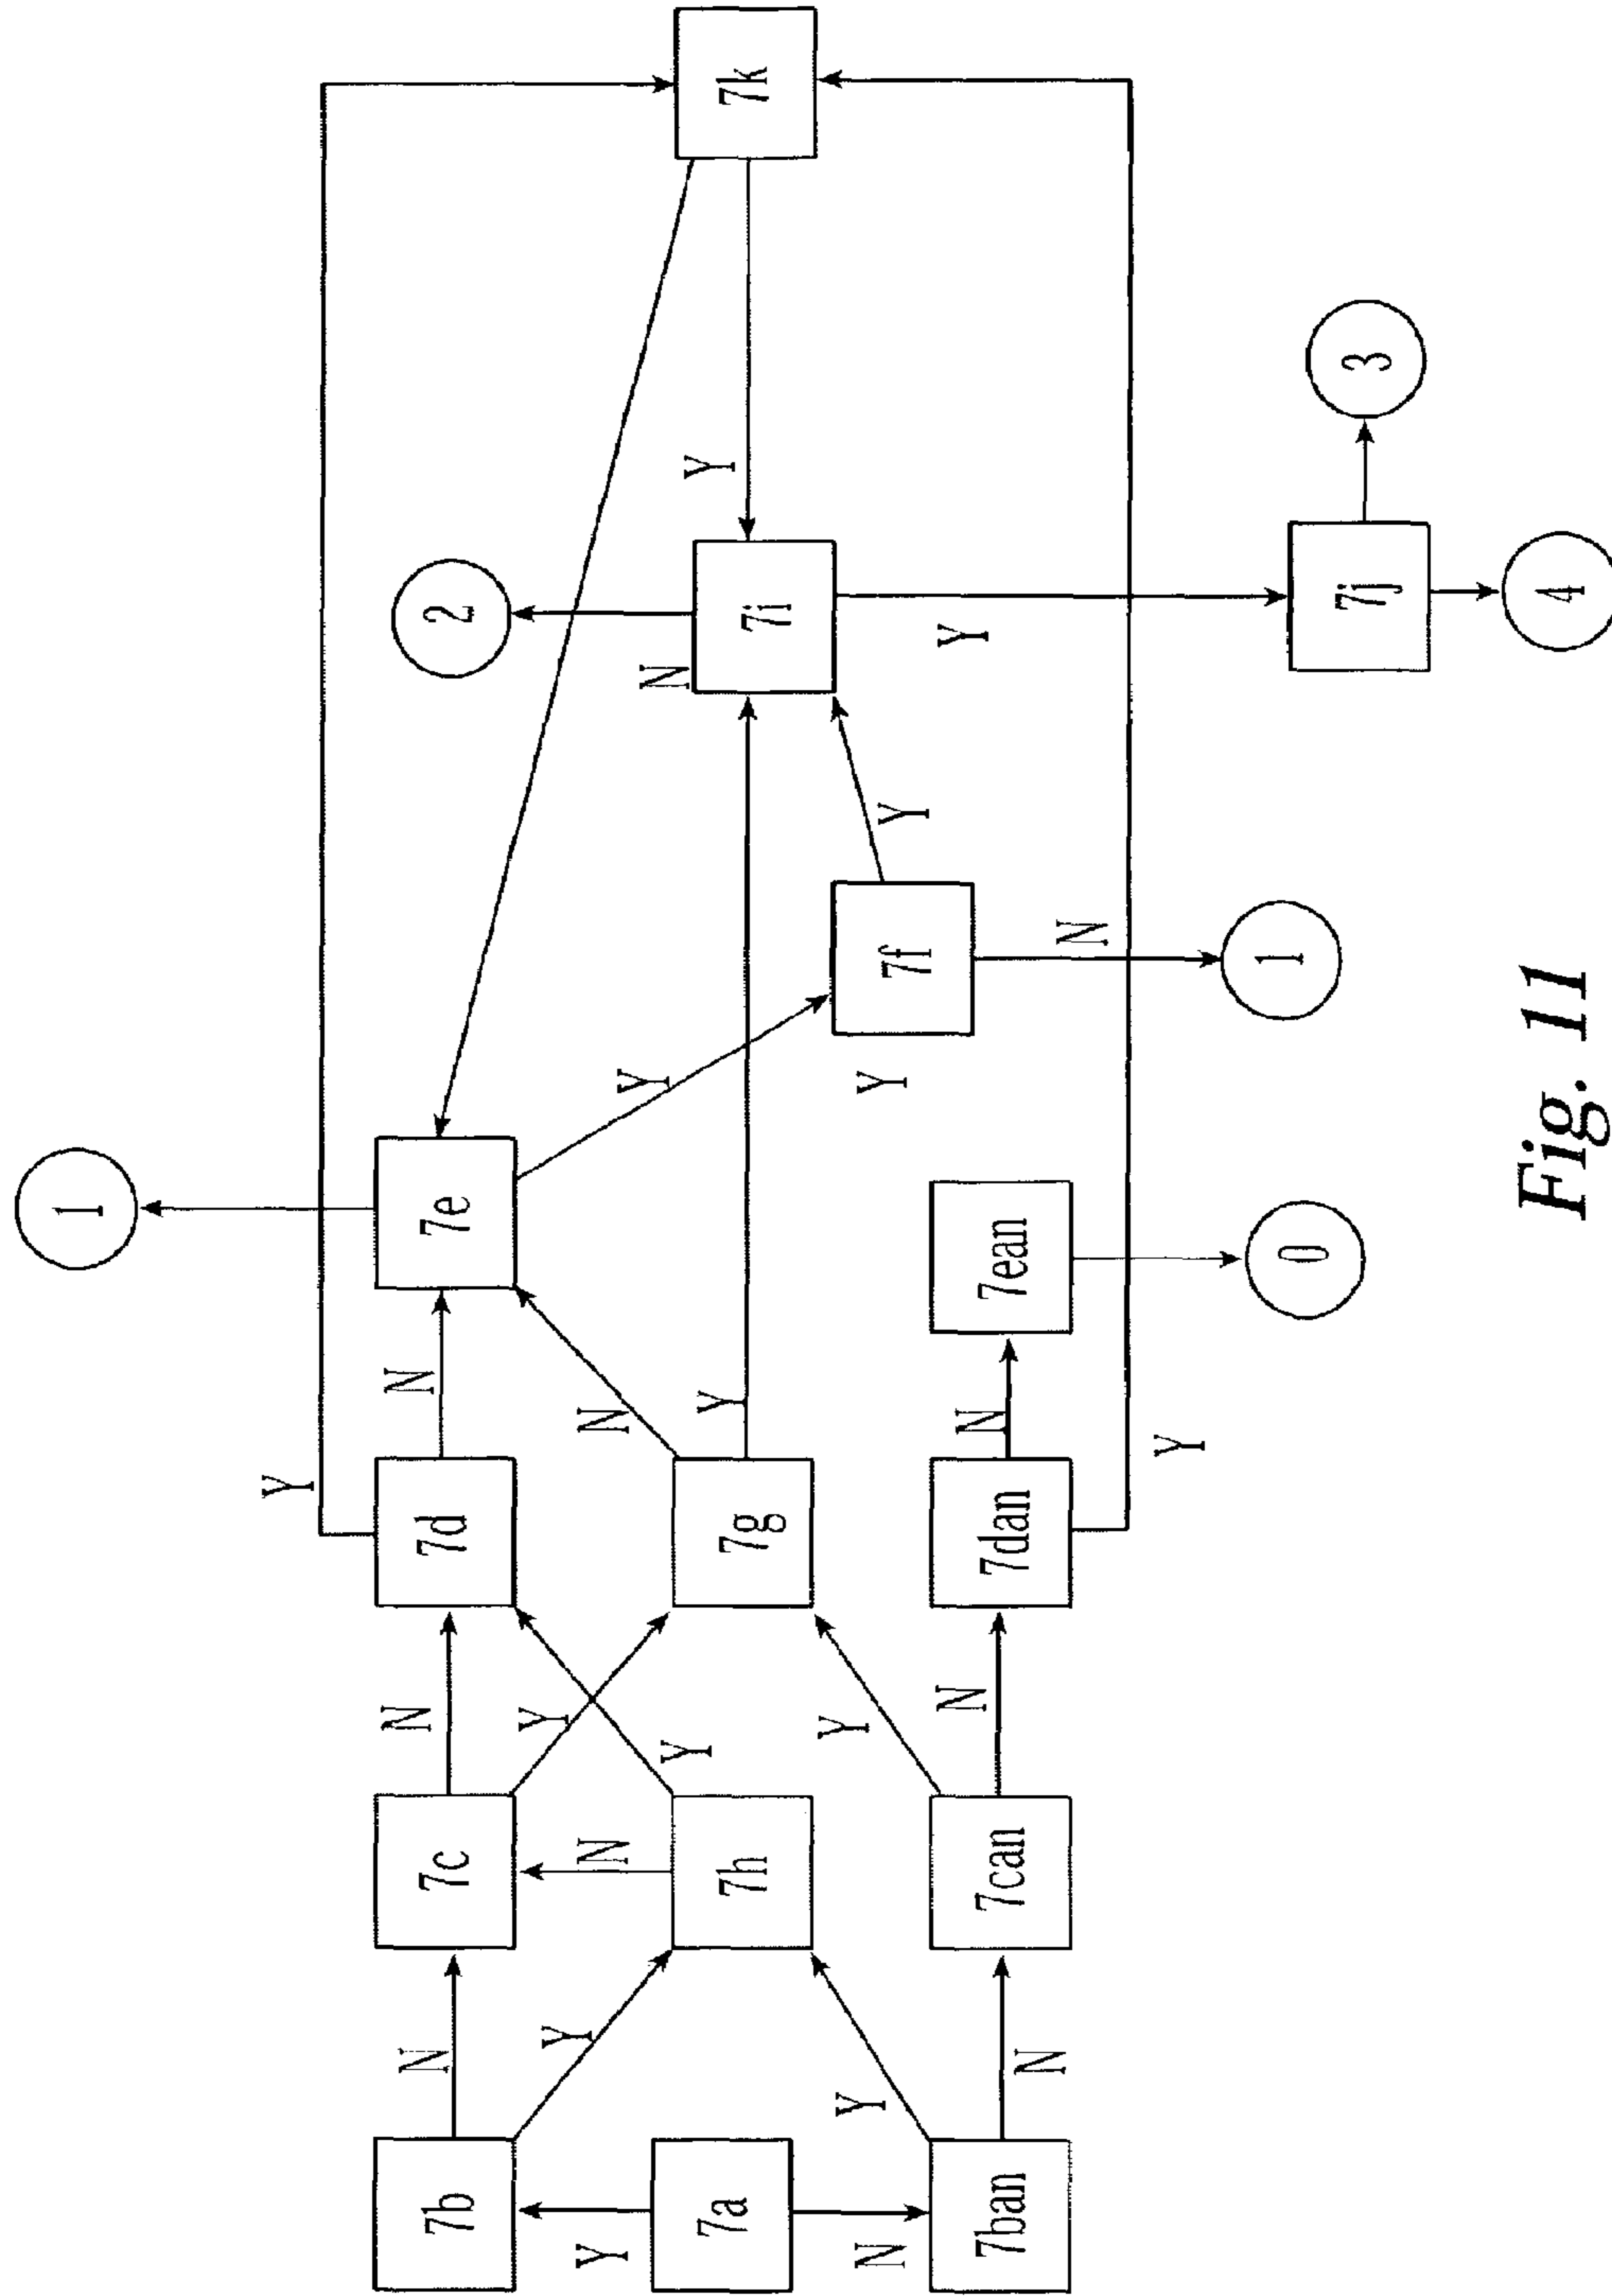 1
Y
N N N
7b 7c 7d 7e 2
Y Y N Y N Y
Y N Y Y
7a 7h 7g 7i 7k
Y Y Y Y
N N N Y
7ban 7can 7dan 7ean 7f
N N
Y
0 1 7j 3
4
Fig. 11